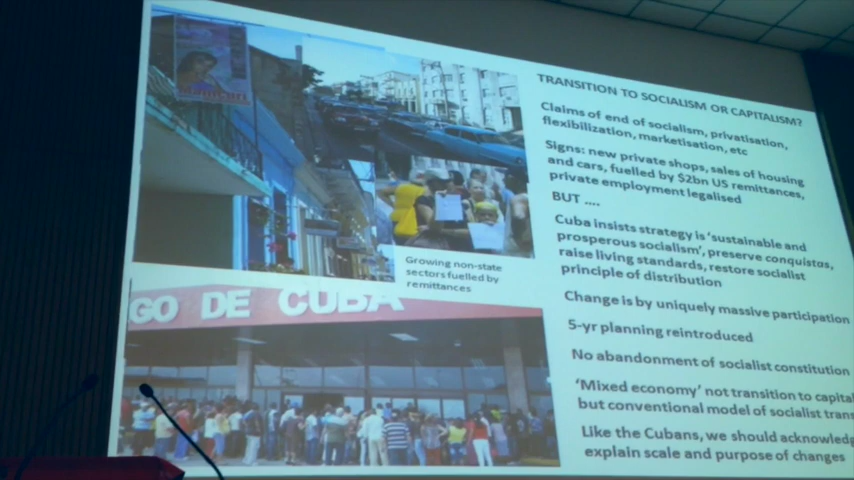 TRANSITION TO SOCIALISM OR CAPITALISM?
Claims of end of socialism, privatisation,
flexibilization, marketisation, etc
Signs: new private shops, sales of housing
and cars, fuelled by $2bn US remittances,
private employment legalised
BUT ....
Cuba insists strategy is 'sustainable and
prosperous socialism', preserve conquistos,
raise living standards, restore socialist
principle of distribution
Change is by uniquely massive participation
5-yr planning reintroduced
No abandonment of socialist constitution
'Mixed economy' not transition to capital
but conventional model of socialist trans
Like the Cubans, we should acknowledg
explain scale and purpose of changes
Growing non-state
sectors fuelled by
remittances
GO DE CUBA